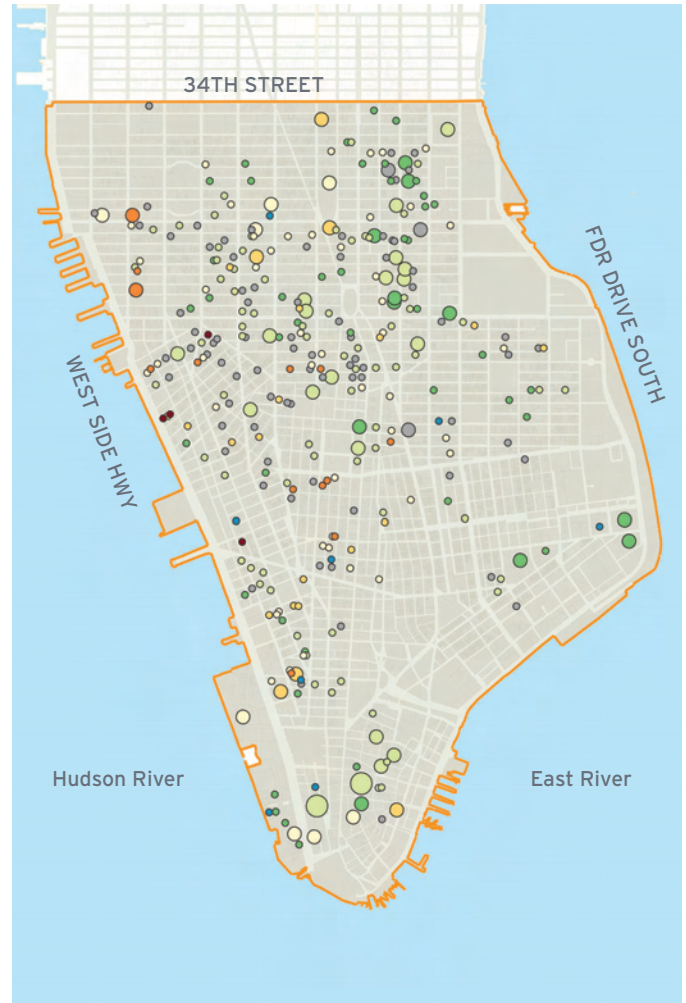 34TH STREET
FDR DRIVE SOUTH
WEST SIDE HWY
Hudson River
East River